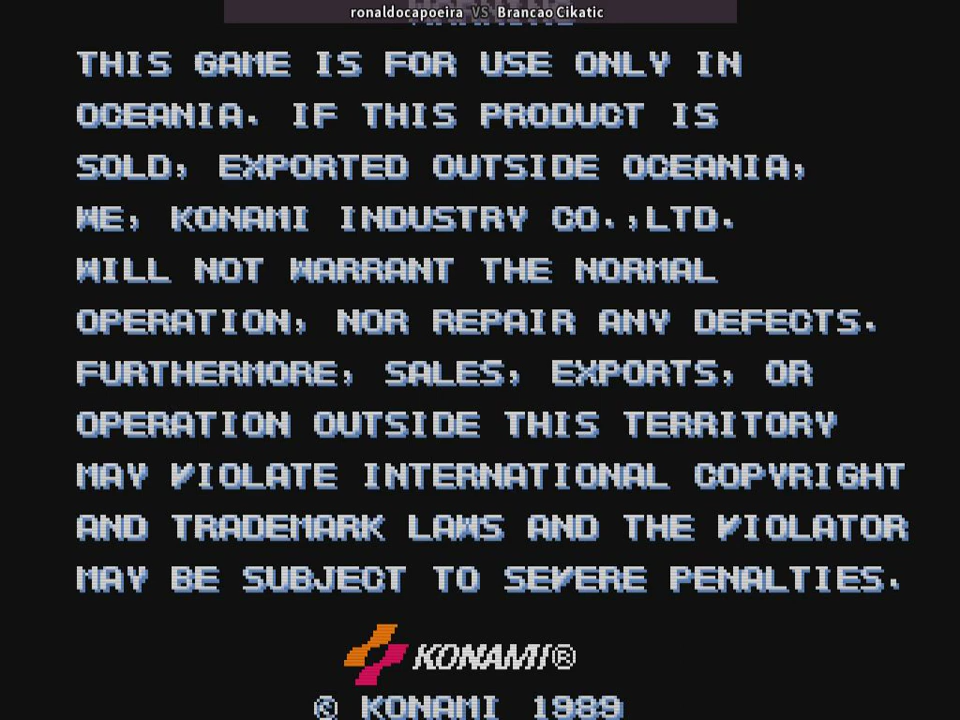 ronaldocapoeira VS Brancao Cikatic
WARNING
THIS GAME IS FOR USE ONLY IN
OCEANIA. IF THIS PRODUCT IS
SOLD, EXPORTED OUTSIDE OCEANIA,
WE, KONAMI INDUSTRY CO.,LTD.
WILL NOT WARRANT THE NORMAL
OPERATION, NOR REPAIR ANY DEFECTS.
FURTHERMORE, SALES, EXPORTS, OR
OPERATION OUTSIDE THIS TERRITORY
MAY VIOLATE INTERNATIONAL COPYRIGHT
AND TRADEMARK LAWS AND THE VIOLATOR
MAY BE SUBJECT TO SEVERE PENALTIES.
KONAMI®
© KONAMI 1989